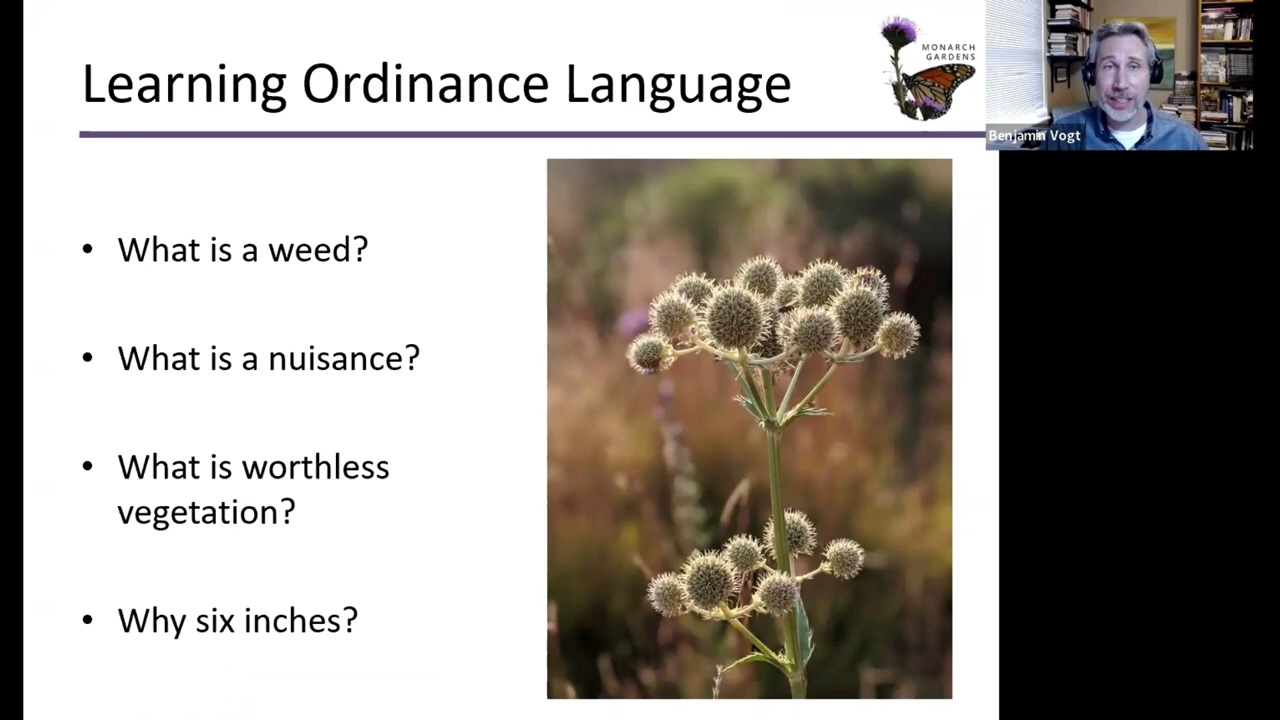 Learning Ordinance Language
MONARCH
GARDENS
Benjamin Vogt
• What is a weed?
• What is a nuisance?
• What is worthless
vegetation?
• Why six inches?